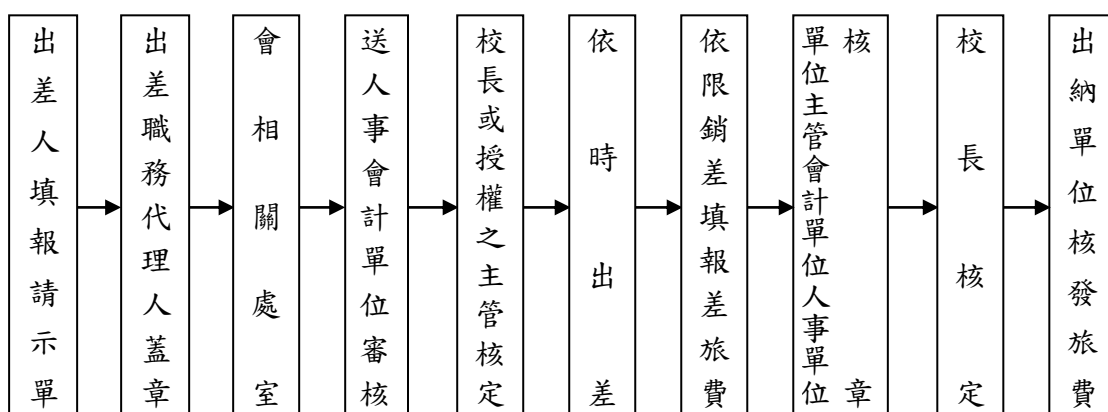 出差人填報請示單
出差職務代理人蓋章
會相關處室
送人事會計單位審核
校長或授權之主管核定
依時出差
依限銷差填報差旅費
單位主管會計單位人事單位
核章
校長核定
出納單位核發旅費